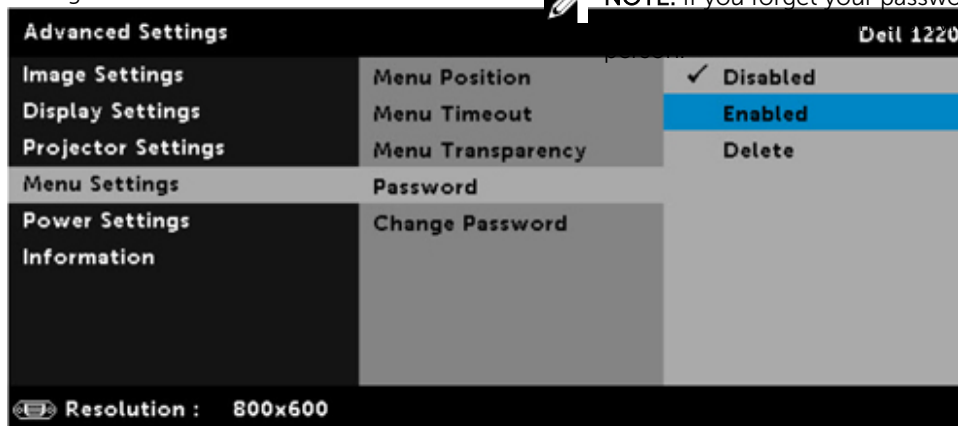 NOTE: If you forget your passwo
Advanced Settings Dell 1220
Image Settings Menu Position ✓ Disabled
Display Settings Menu Timeout Enabled
Projector Settings Menu Transparency Delete
Menu Settings Password
Power Settings Change Password
Information
Resolution : 800x600